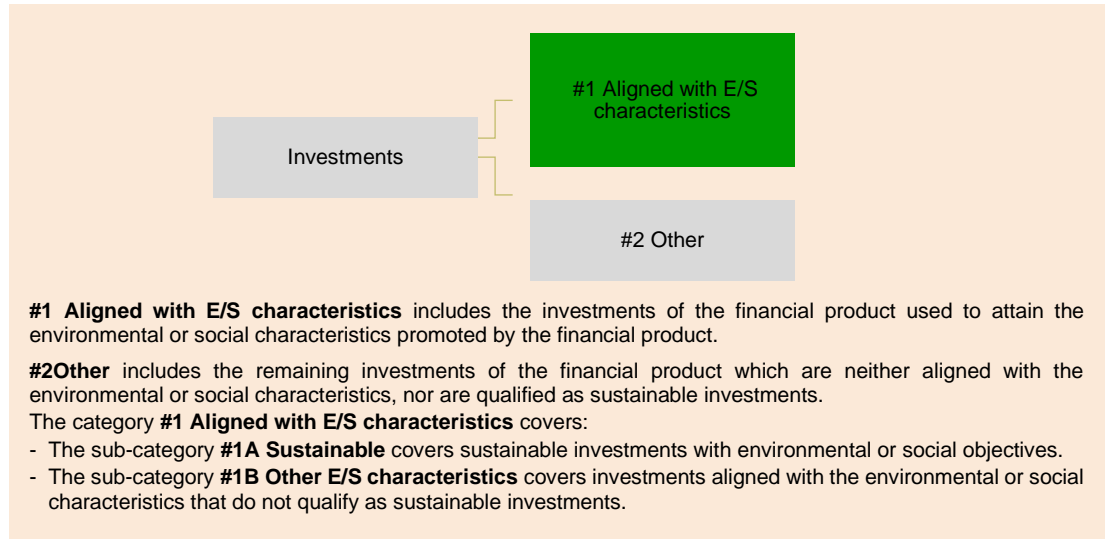 #1 Aligned with E/S
characteristics
Investments
#2 Other
#1 Aligned with E/S characteristics includes the investments of the financial product used to attain the
environmental or social characteristics promoted by the financial product.
#2Other includes the remaining investments of the financial product which are neither aligned with the
environmental or social characteristics, nor are qualified as sustainable investments.
The category #1 Aligned with E/S characteristics covers:
- The sub-category #1A Sustainable covers sustainable investments with environmental or social objectives.
- The sub-category #1B Other E/S characteristics covers investments aligned with the environmental or social
characteristics that do not qualify as sustainable investments.